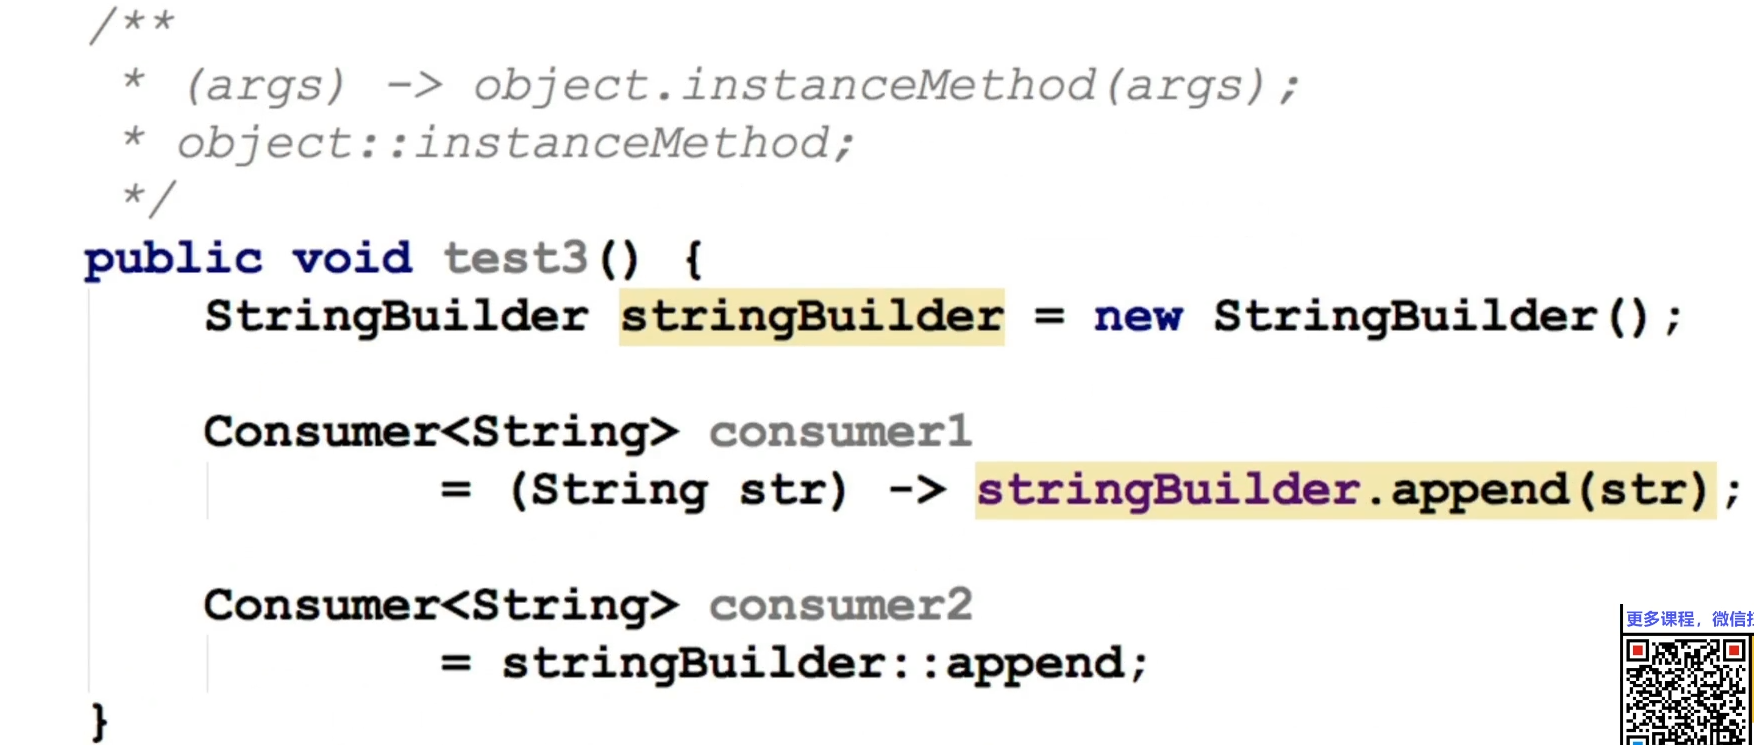 /**
* (args) -> object.instanceMethod(args);
* object::instanceMethod;
*/
public void test3() {
StringBuilder stringBuilder = new StringBuilder();
Consumer<String> consumer1
= (String str) -> stringBuilder.append(str);
Consumer<String> consumer2
= stringBuilder::append;
}
更多课程，微信